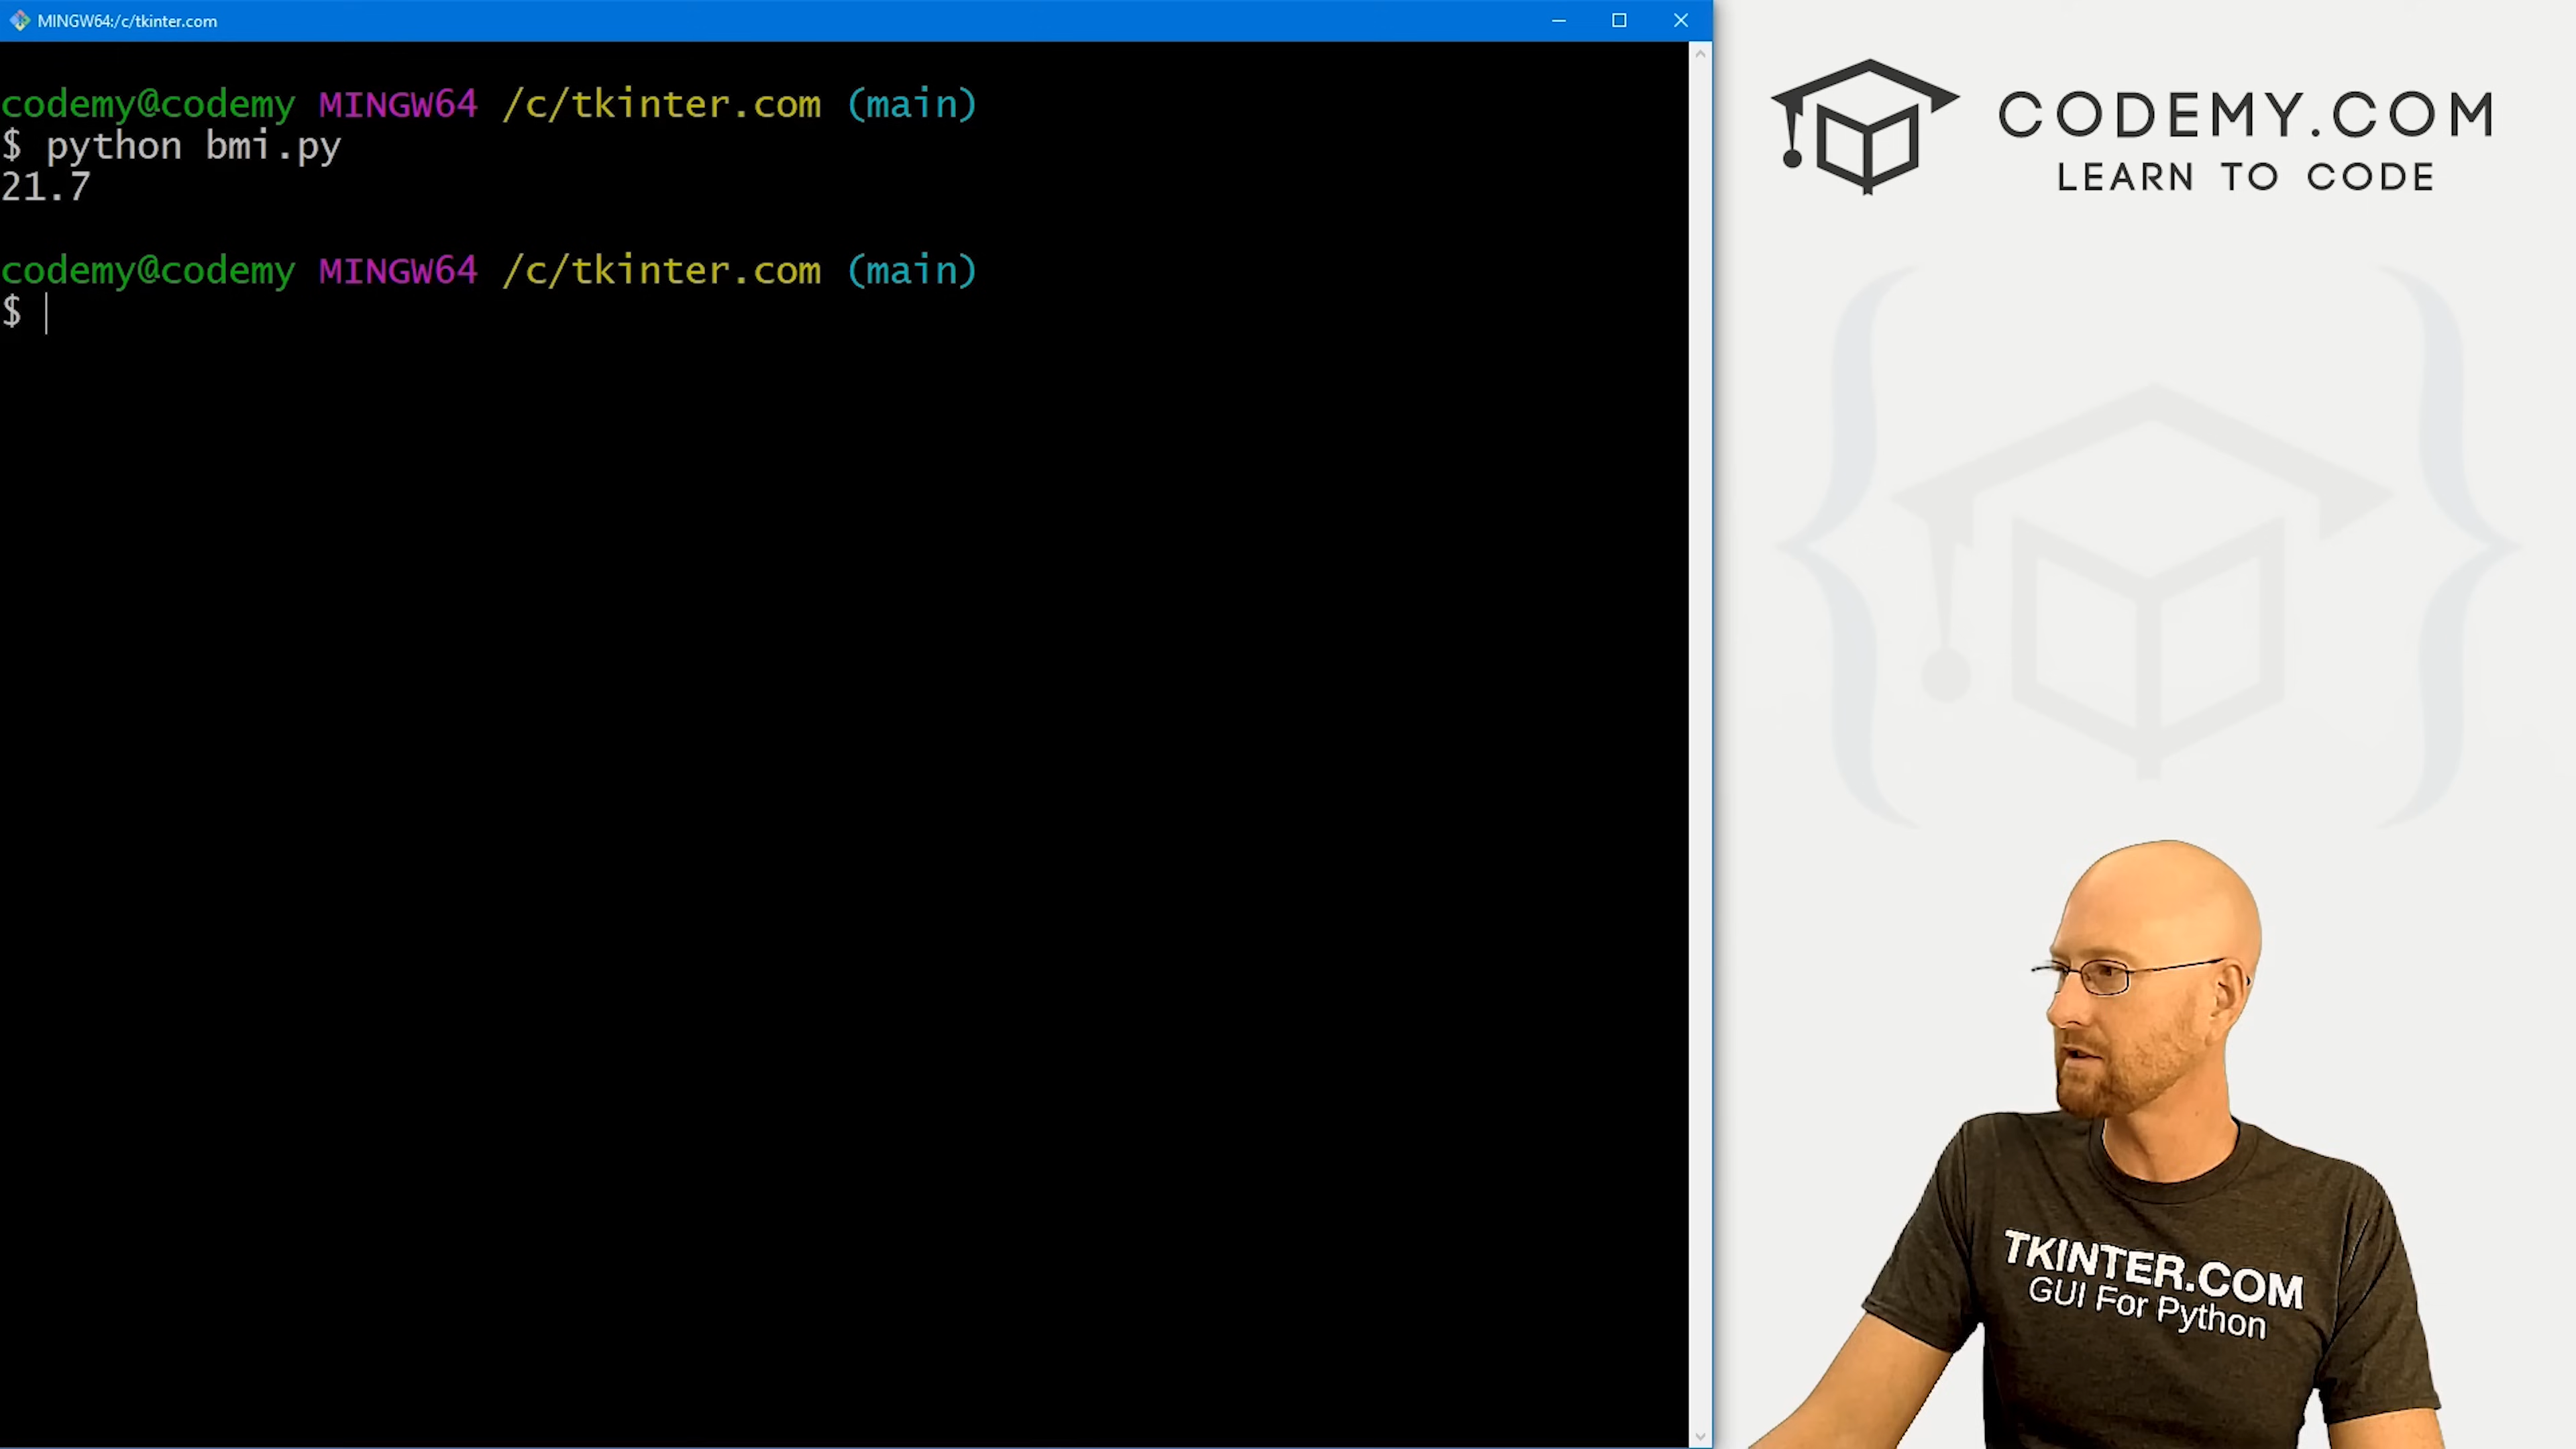 MINGW64:/c/tkinter.com
codemy@codemy MINGW64 /c/tkinter.com (main)
$ python bmi.py
21.7
codemy@codemy MINGW64 /c/tkinter.com (main)
$
CODEMY.COM
LEARN TO CODE
TKINTER.COM
GUI For Python